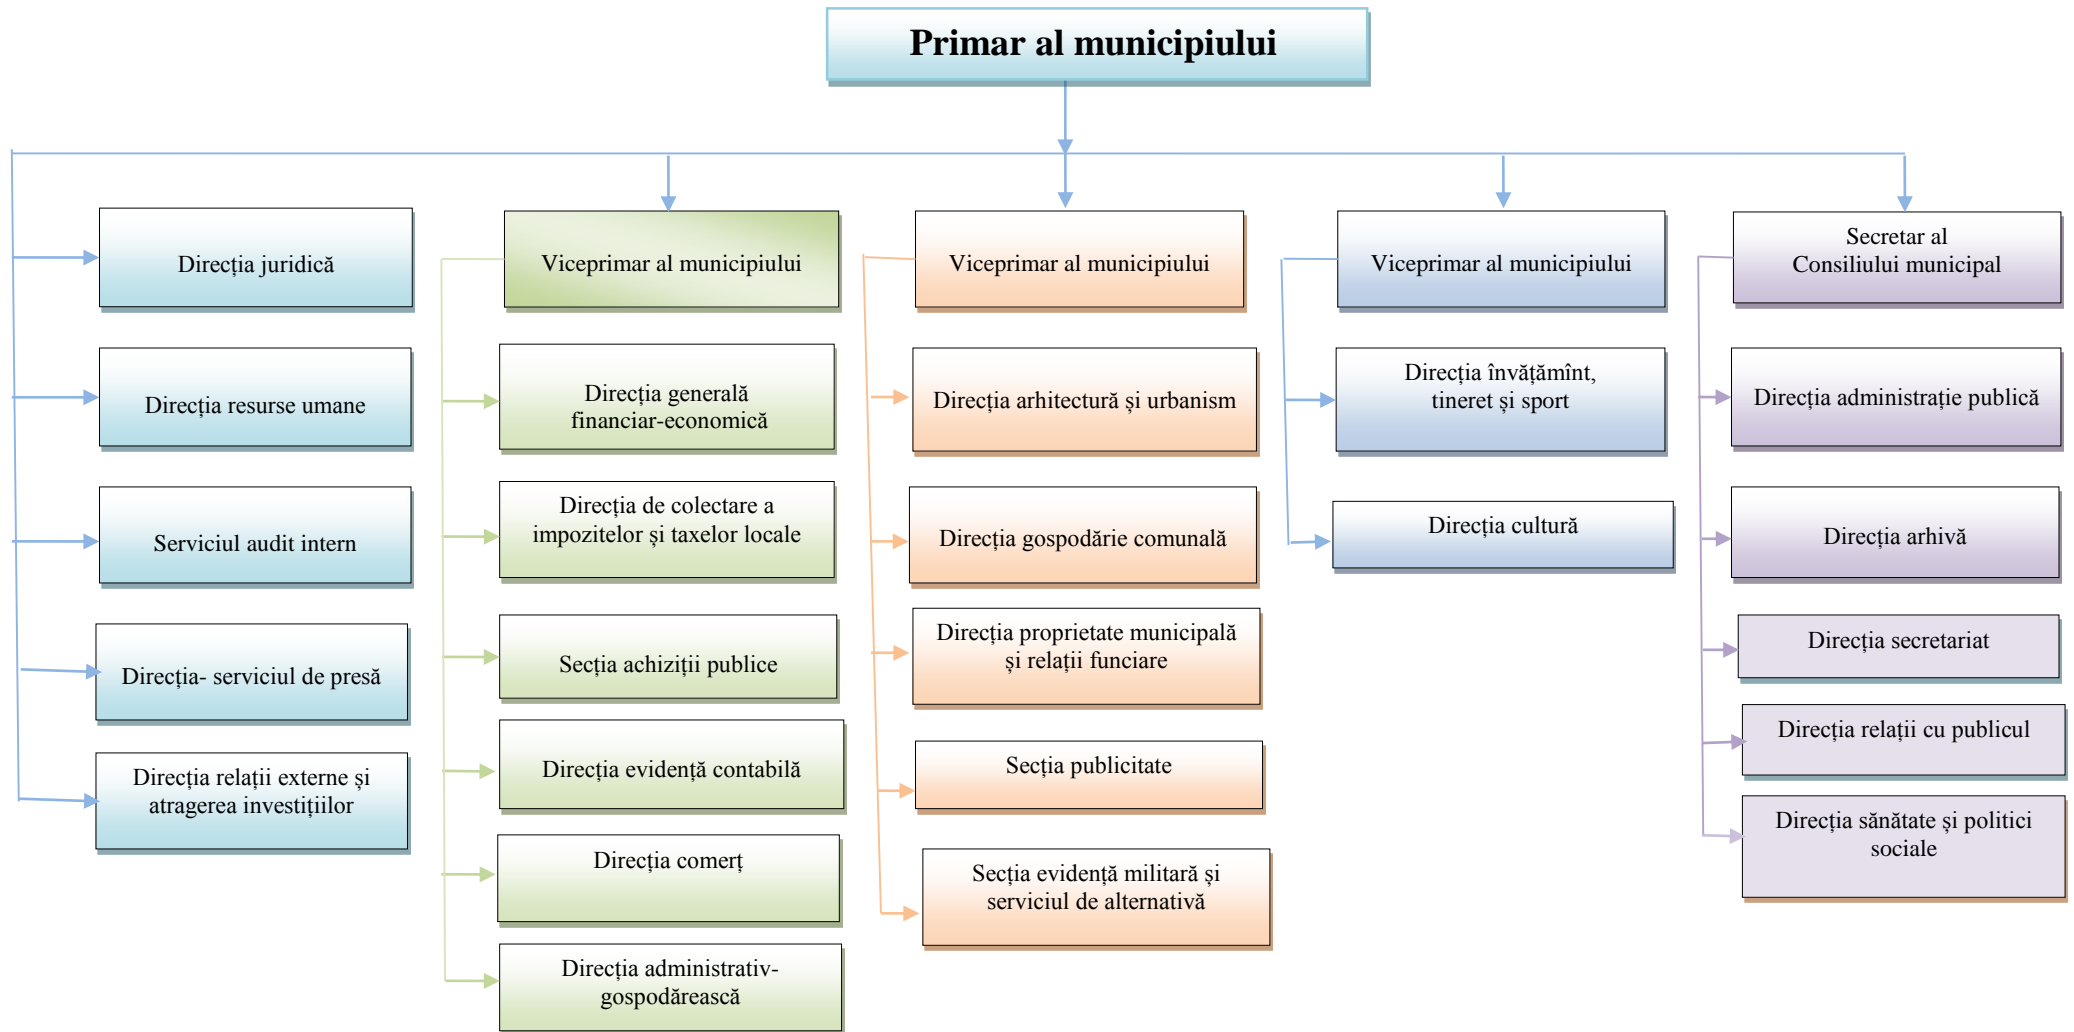 Primar al municipiului
Direcția juridică
Direcția resurse umane
Serviciul audit intern
Direcția- serviciul de presă
Direcția relații externe și
atragerea investițiilor
Viceprimar al municipiului
Direcția generală
financiar-economică
Direcția de colectare a
impozitelor și taxelor locale
Secția achiziții publice
Direcția evidență contabilă
Direcția comerț
Direcția administrativ-
gospodărească
Viceprimar al municipiului
Direcția arhitectură și urbanism
Direcția gospodărie comunală
Direcția proprietate municipală
și relații funciare
Secția publicitate
Secția evidență militară și
serviciul de alternativă
Viceprimar al municipiului
Direcția învățămînt,
tineret și sport
Direcția cultură
Secretar al
Consiliului municipal
Direcția administrație publică
Direcția arhivă
Direcția secretariat
Direcția relații cu publicul
Direcția sănătate și politici
sociale